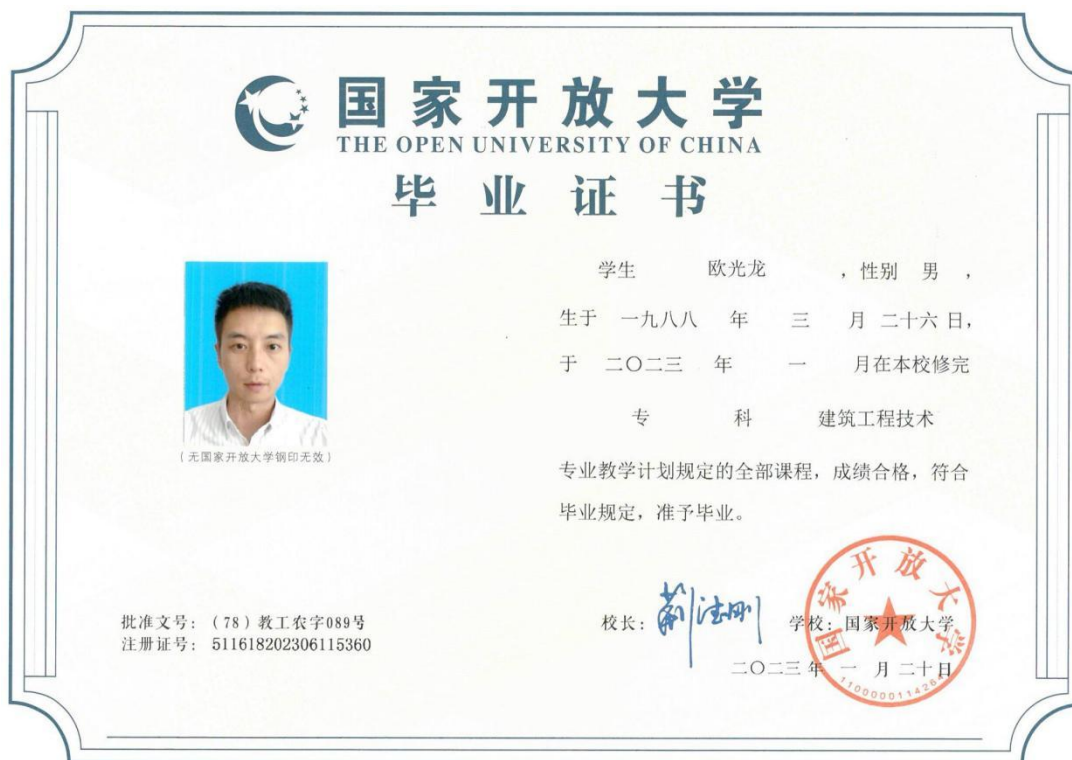 国家开放大学
THE OPEN UNIVERSITY OF CHINA
毕业证书
学生 欧光龙 ，性别 男 ，
生于 一九八八 年 三 月 二十六 日，
于 二〇二三 年 一 月在本校修完
专 科 建筑工程技术
专业教学计划规定的全部课程，成绩合格，符合
毕业规定，准予毕业。
（无国家开放大学钢印无效）
批准文号：（78）教工农字089号
注册证号： 511618202306115360
校长： 荆德刚 学校：国家开放大学
二〇二三 年 一 月 二十日
国家开放大学
1100000114264